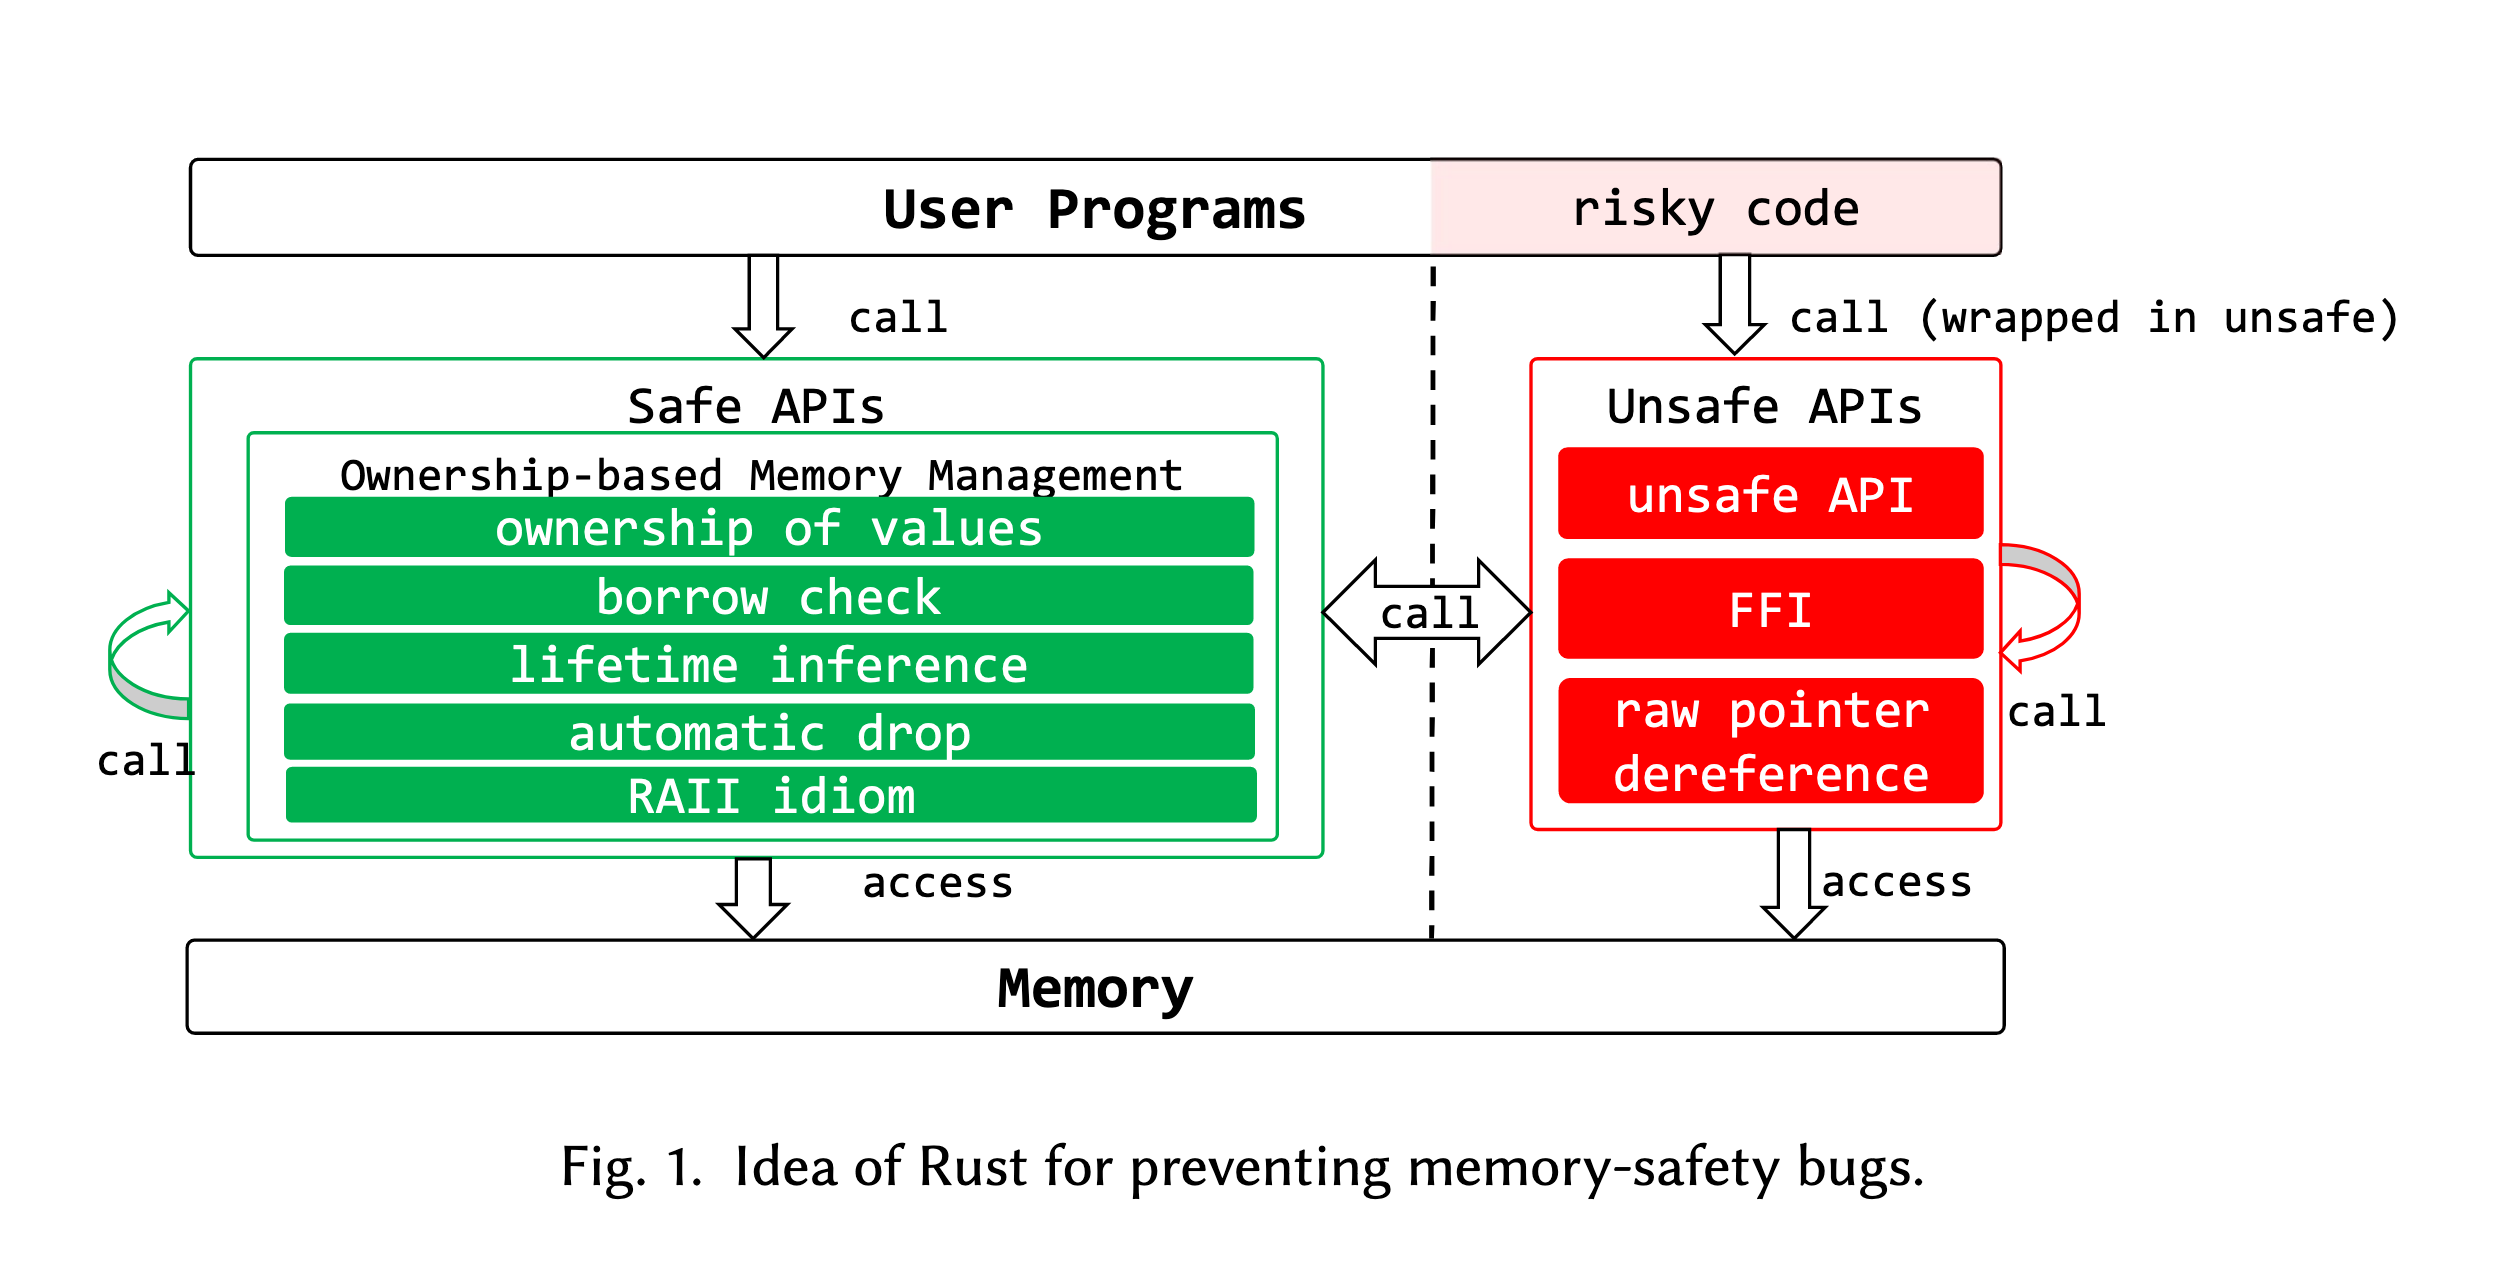 User Programs
risky code
call
call (wrapped in unsafe)
Safe APIs
Ownership-based Memory Management
ownership of values
borrow check
lifetime inference
automatic drop
RAII idiom
call
call
Unsafe APIs
unsafe API
FFI
raw pointer
dereference
call
access
access
Memory
Fig. 1. Idea of Rust for preventing memory-safety bugs.